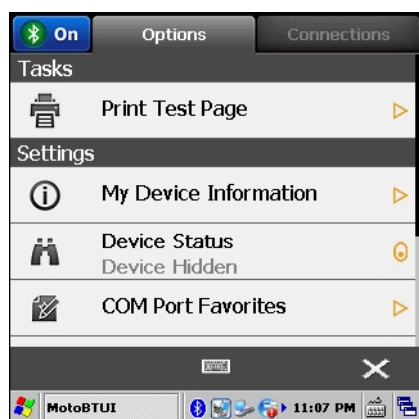 On
Options
Connections
Tasks
Print Test Page
Settings
My Device Information
Device Status
Device Hidden
COM Port Favorites
MotoBTUI
11:07 PM